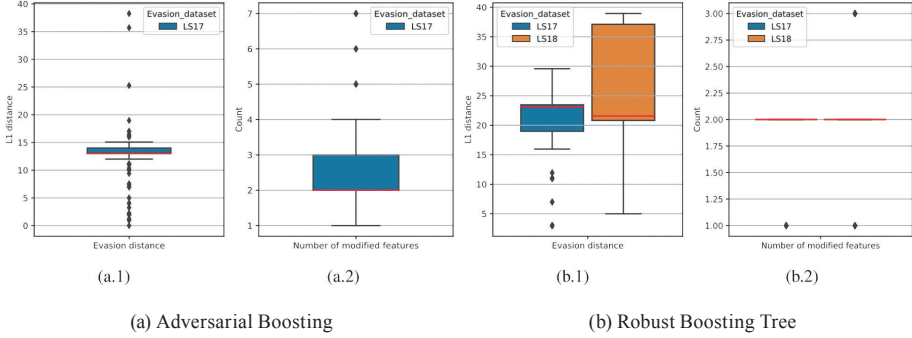 Evasion_dataset
LS17
L1 distance
40
35
30
25
20
15
10
5
0
Evasion distance
(a.1)
Evasion_dataset
LS17
Count
7
6
5
4
3
2
1
Number of modified features
(a.2)
Evasion_dataset
LS17
LS18
L1 distance
40
35
30
25
20
15
10
5
Evasion distance
(b.1)
Evasion_dataset
LS17
LS18
Count
3.00
2.75
2.50
2.25
2.00
1.75
1.50
1.25
1.00
Number of modified features
(b.2)
(a) Adversarial Boosting
(b) Robust Boosting Tree